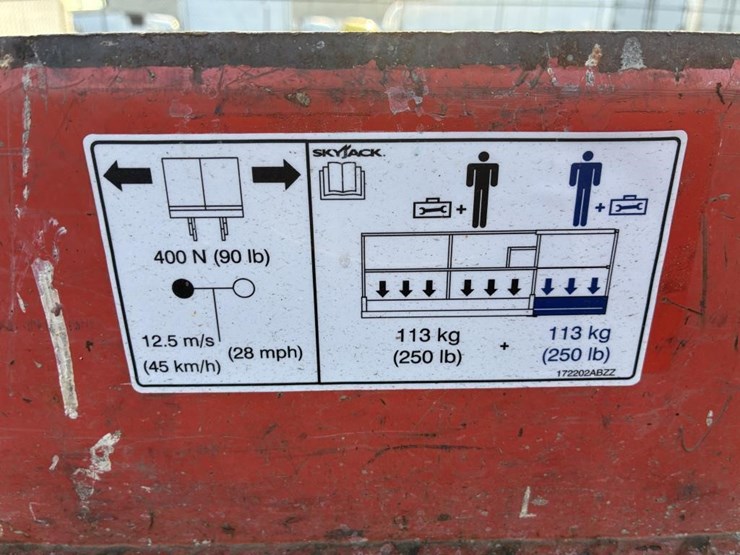 400 N (90 lb)
12.5 m/s
(45 km/h)
(28 mph)
SKYJACK
113 kg
(250 lb)
+
113 kg
(250 lb)
+
+
172202ABZZ